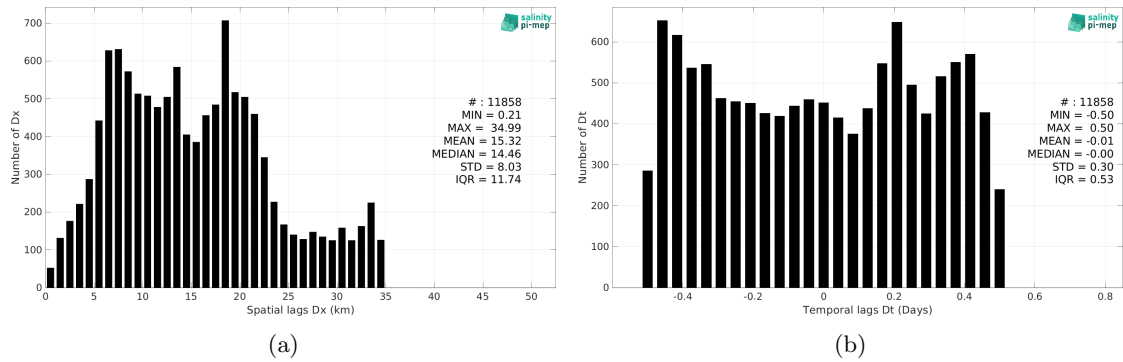 700
600
500
400
300
200
100
0
Number of Dx
salinity
pi-mep
# : 11858
MIN = 0.21
MAX = 34.99
MEAN = 15.32
MEDIAN = 14.46
STD = 8.03
IQR = 11.74
0 5 10 15 20 25 30 35 40 45 50
Spatial lags Dx (km)
(a)
600
500
400
300
200
100
0
Number of Dt
salinity
pi-mep
# : 11858
MIN = -0.50
MAX = 0.50
MEAN = -0.01
MEDIAN = -0.00
STD = 0.30
IQR = 0.53
-0.4 -0.2 0 0.2 0.4 0.6 0.8
Temporal lags Dt (Days)
(b)